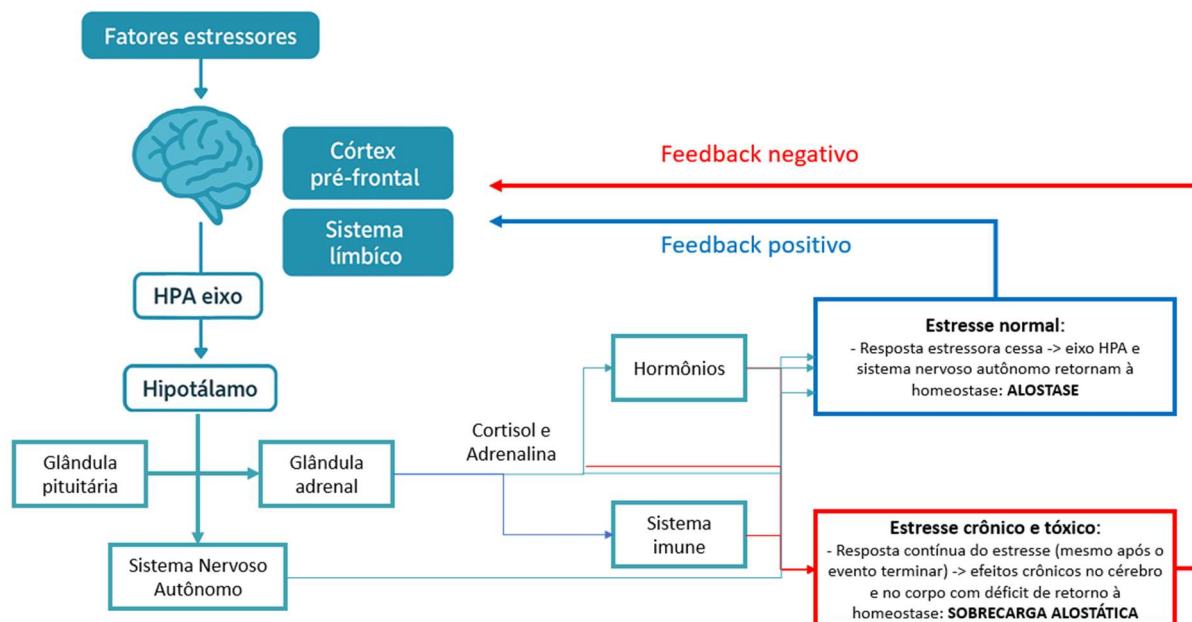 Fatores estressores
Córtex
pré-frontal
Sistema
límbíco
Feedback negativo
Feedback positivo
HPA eixo
Hipotálamo
Glândula
pituitária
Glândula
adrenal
Sistema Nervoso
Autônomo
Cortisol e
Adrenalina
Hormônios
Sistema
imune
Estresse normal:
- Resposta estressora cessa -> eixo HPA e
sistema nervoso autônomo retornam à
homeostase: ALOSTASE
Estresse crônico e tóxico:
- Resposta contínua do estresse (mesmo após o
evento terminar) -> efeitos crônicos no cérebro
e no corpo com déficit de retorno à
homeostase: SOBRECARGA ALOSTÁTICA